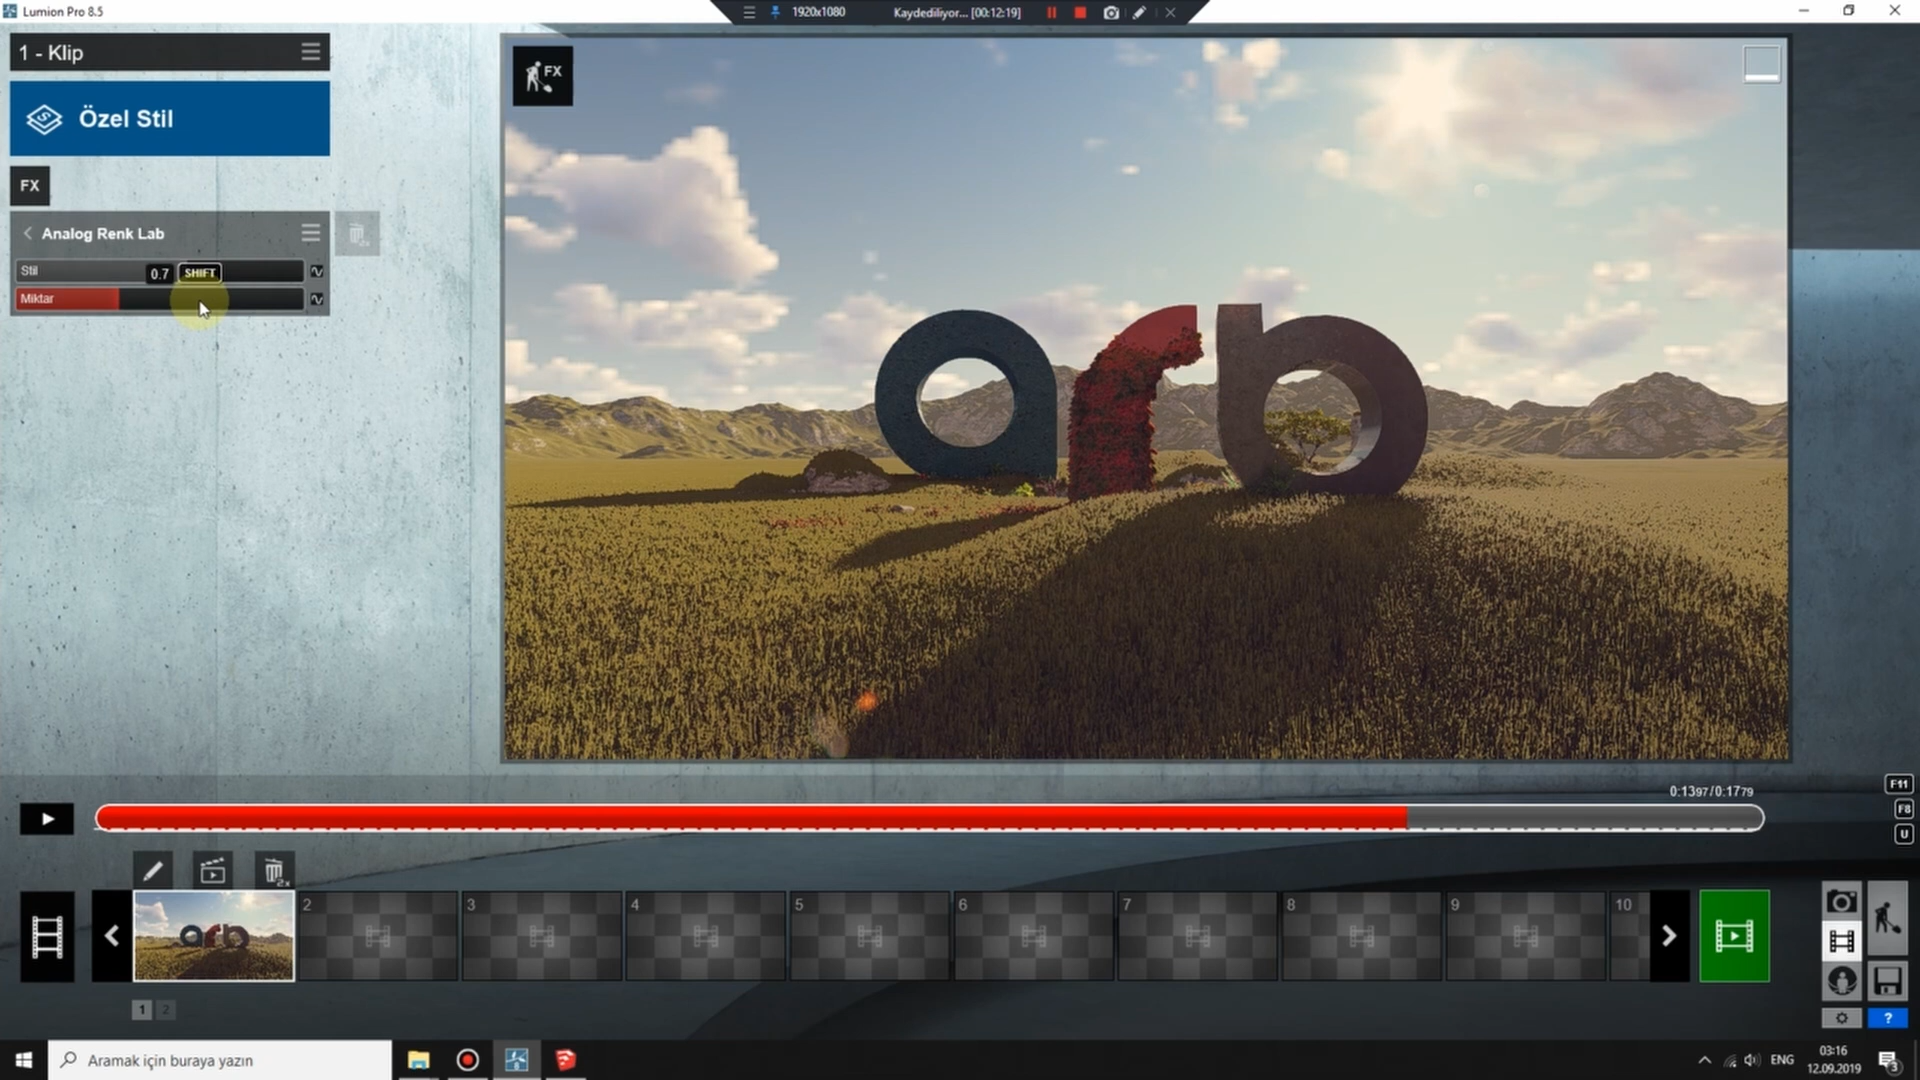 Lumion Pro 8.5
1920x1080
Kaydediliyor... [00:12:19]
1 - Klip
FX
Özel Stil
FX
Analog Renk Lab
Stil
0.7
SHIFT
Miktar
arb
0:1397/0:1779
F11
F8
U
2x
2
3
4
5
6
7
8
9
10
1
2
?
Aramak için buraya yazın
ENG
03:16
12.09.2019
3